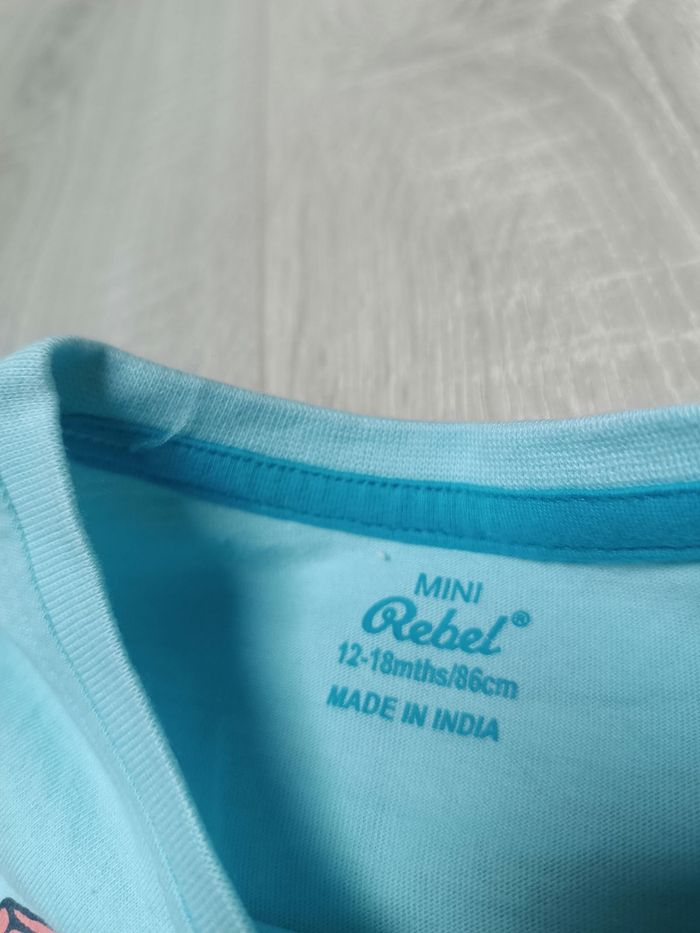 MINI
Rebel®
12-18mths/86cm
MADE IN INDIA